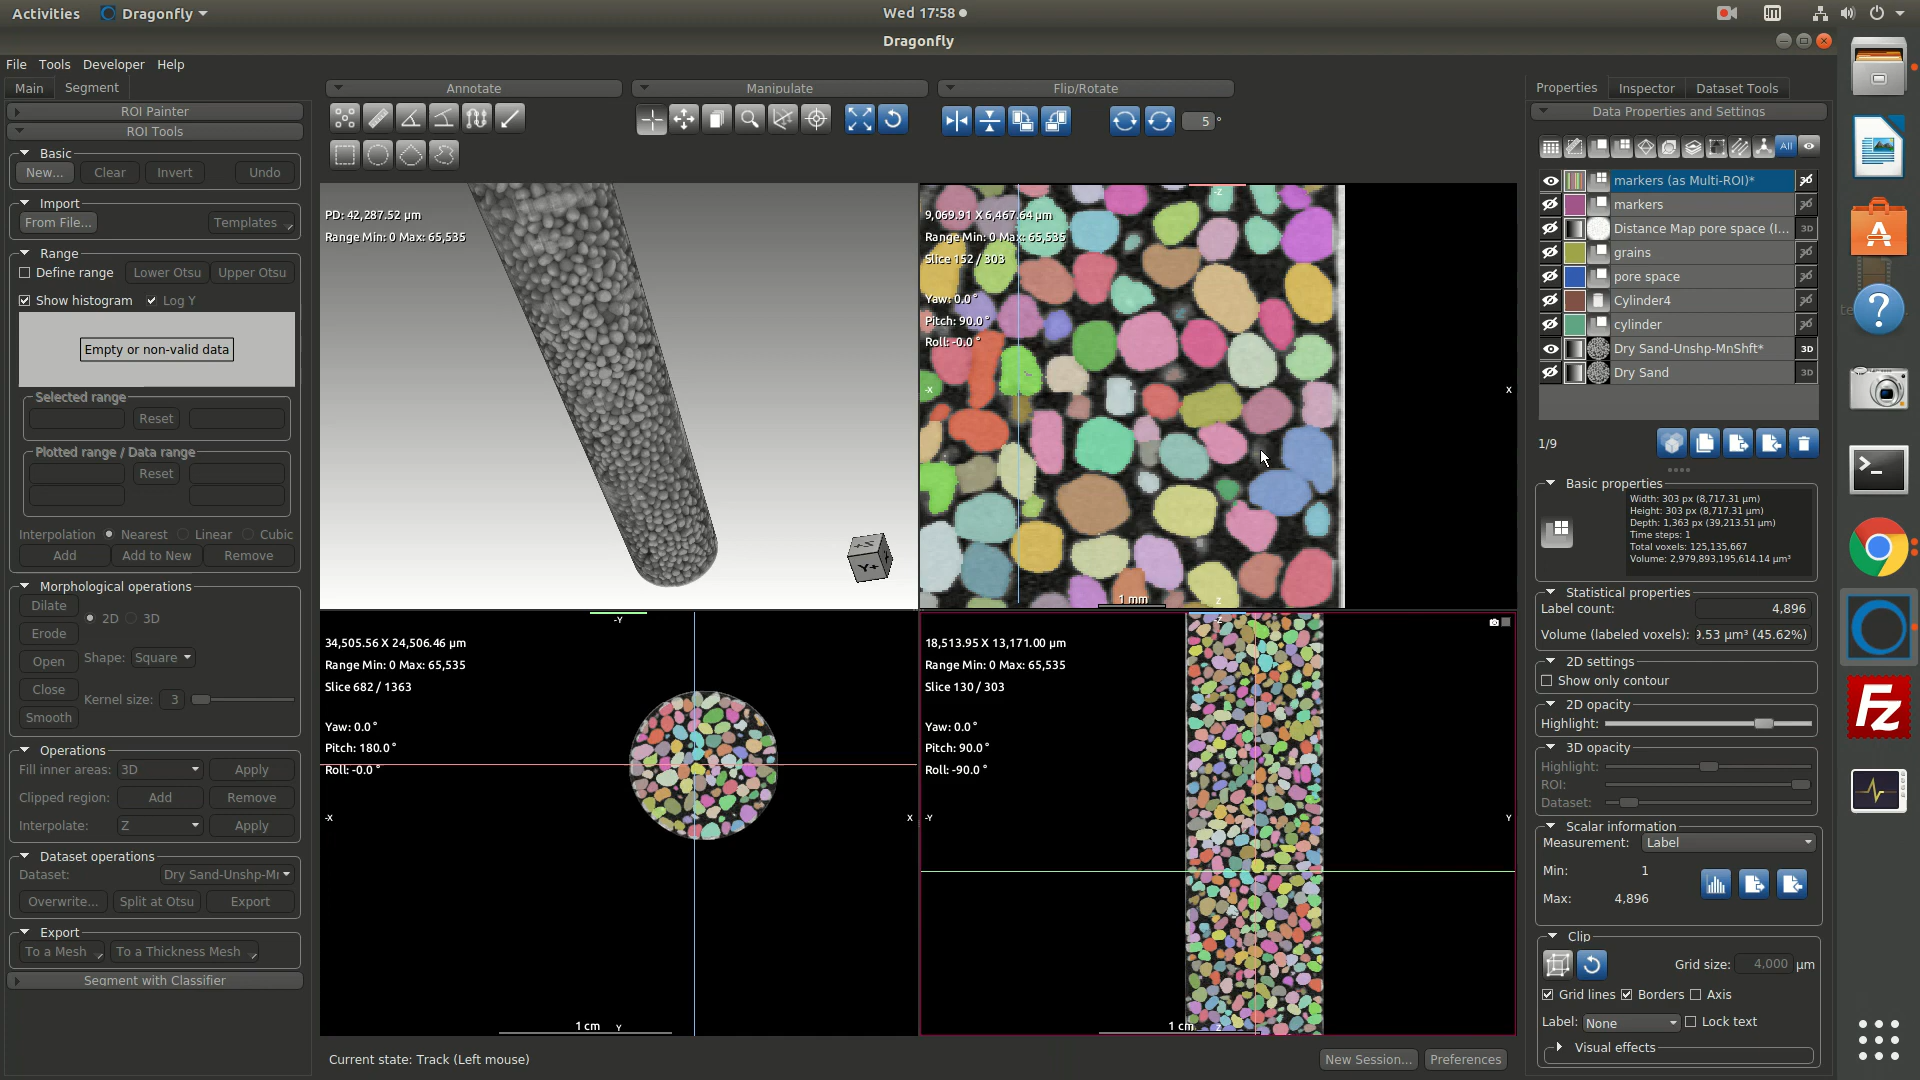 Activities Dragonfly Wed 17:58
Dragonfly
File Tools Developer Help
Main Segment
ROI Painter
ROI Tools
Basic
New... Clear Invert Undo
Import
From File... Templates
Range
Define range Lower Otsu Upper Otsu
Show histogram Log Y
Empty or non-valid data
Selected range
Reset
Plotted range / Data range
Reset
Interpolation Nearest Linear Cubic
Add Add to New Remove
Morphological operations
Dilate
2D 3D
Erode
Open Shape: Square
Close
Kernel size: 3
Smooth
Operations
Fill inner areas: 3D Apply
Clipped region: Add Remove
Interpolate: Z Apply
Dataset operations
Dataset: Dry Sand-Unshp-Mr
Overwrite... Split at Otsu Export
Export
To a Mesh To a Thickness Mesh
Segment with Classifier
Annotate Manipulate Flip/Rotate
5 °
PD: 42,287.52 µm
Range Min: 0 Max: 65,535
Y+
-Z
9,069.91 X 6,467.64 µm
Range Min: 0 Max: 65,535
Slice 152 / 303
Yaw: 0.0 °
Pitch: 90.0 °
Roll: -0.0 °
-X X
1 mm Z
-Y
34,505.56 X 24,506.46 µm
Range Min: 0 Max: 65,535
Slice 682 / 1363
Yaw: 0.0 °
Pitch: 180.0 °
Roll: -0.0 °
-X X
1 cm Y
-Z
18,513.95 X 13,171.00 µm
Range Min: 0 Max: 65,535
Slice 130 / 303
Yaw: 0.0 °
Pitch: 90.0 °
Roll: -90.0 °
-Y Y
1 cm Z
Current state: Track (Left mouse) New Session... Preferences
Properties Inspector Dataset Tools
Data Properties and Settings
All
markers (as Multi-ROI)*
markers
Distance Map pore space (I... 3D
grains
pore space
Cylinder4
cylinder
Dry Sand-Unshp-MnShft* 3D
Dry Sand 3D
1/9
Basic properties
Width: 303 px (8,717.31 µm)
Height: 303 px (8,717.31 µm)
Depth: 1,363 px (39,213.51 µm)
Time steps: 1
Total voxels: 125,135,667
Volume: 2,979,893,195,614.14 µm³
Statistical properties
Label count: 4,896
Volume (labeled voxels): 9.53 µm³ (45.62%)
2D settings
Show only contour
2D opacity
Highlight:
3D opacity
Highlight:
ROI:
Dataset:
Scalar information
Measurement: Label
Min: 1
Max: 4,896
Clip
Grid size: 4,000 µm
Grid lines Borders Axis
Label: None Lock text
Visual effects